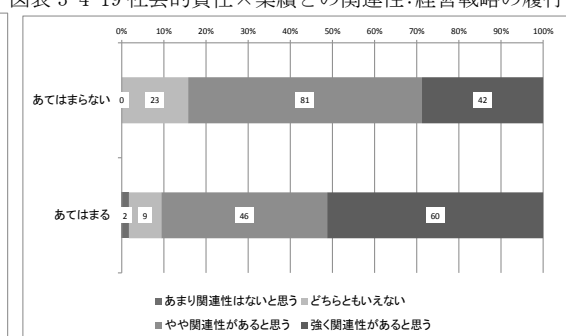 図表 3-4-19 社会的責任×業績との関連性:経営戦略の履行
0% 10% 20% 30% 40% 50% 60% 70% 80% 90% 100%
あてはまらない 0 23 81 42
あてはまる 2 9 46 60
■あまり関連性はないと思う ■どちらともいえない
■やや関連性があると思う ■強く関連性があると思う